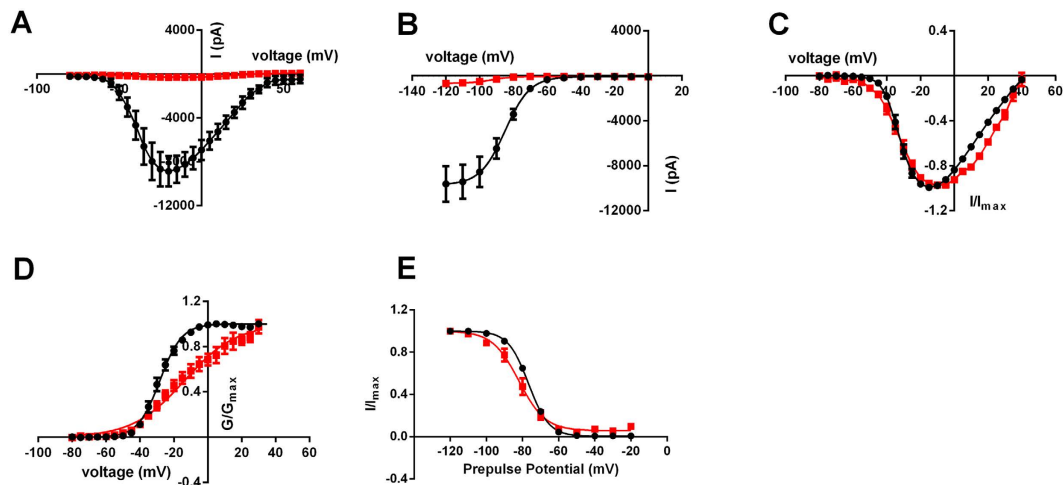 A
4000
I (pA)
voltage (mV)
-100
50
-4000
-12000
B
4000
voltage (mV)
-140 -120 -100 -80 -60 -40 -20 20
-4000
-8000
-12000
I (pA)
C
0.4
voltage (mV)
-100 -80 -60 -40 -20 20 40 60
-0.4
-0.8
-1.2
I/Imax
D
1.2
0.8
0.4
-0.4
G/Gmax
-100 -80 -60 -40 -20 20 40 60
voltage (mV)
E
1.2
0.8
0.4
0.0
-0.4
I/Imax
-120 -100 -80 -60 -40 -20 0
Prepulse Potential (mV)